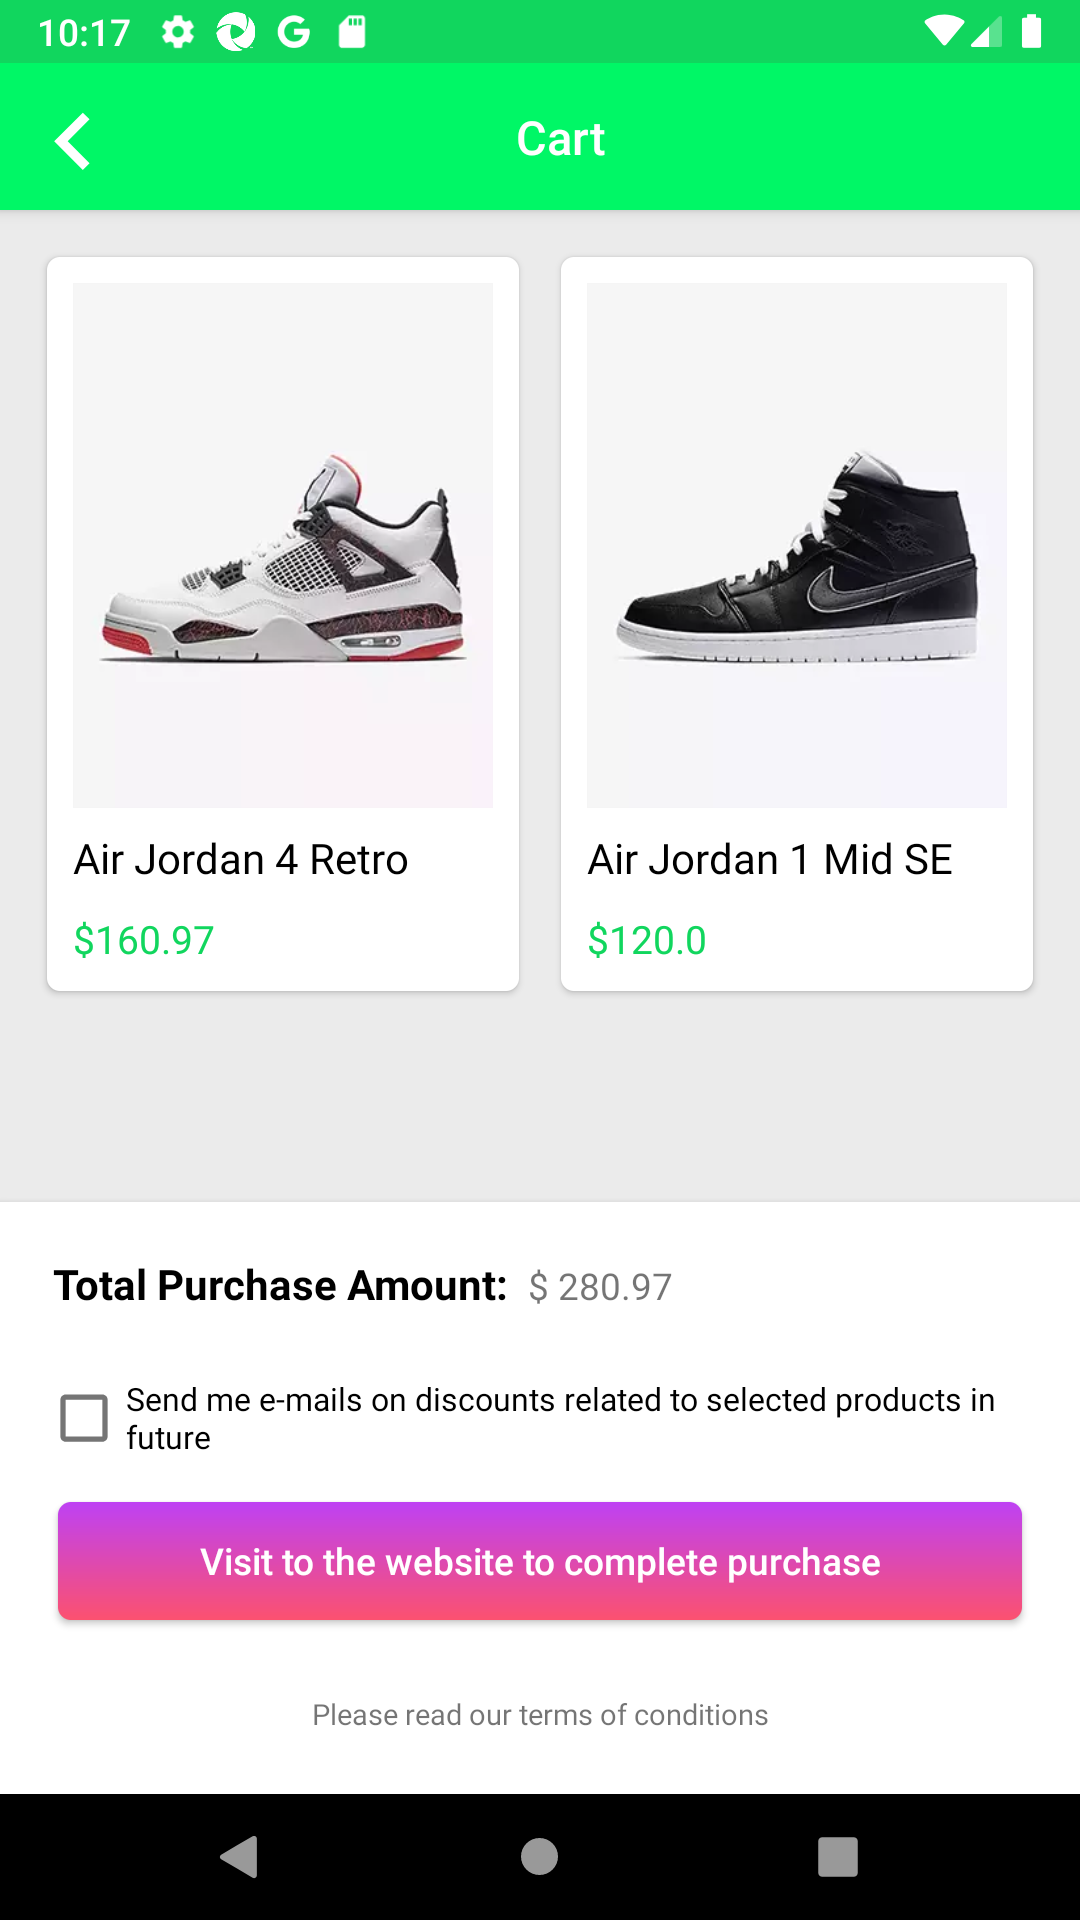 10:17
Cart
Air Jordan 4 Retro
$160.97
Air Jordan 1 Mid SE
$120.0
Total Purchase Amount: $ 280.97
Send me e-mails on discounts related to selected products in
future
Visit to the website to complete purchase
Please read our terms of conditions